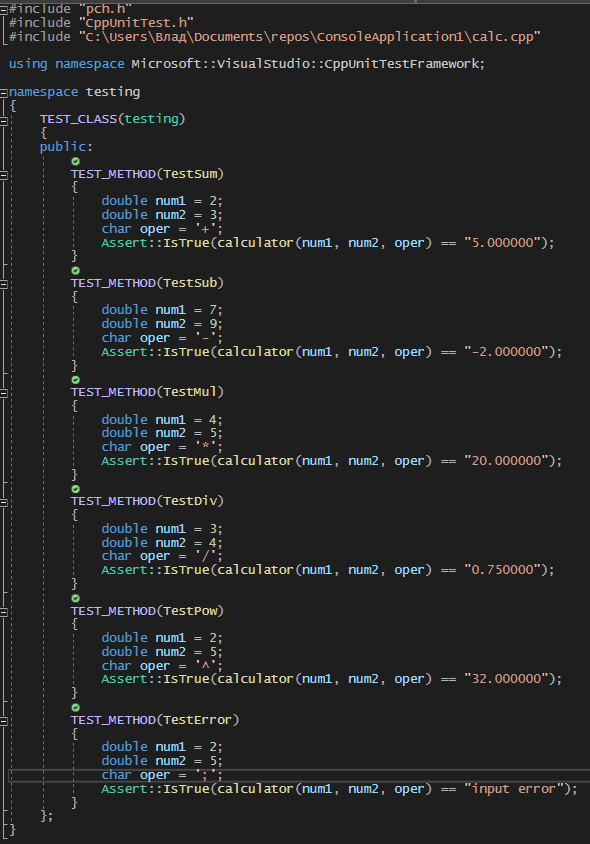 #include "pch.h"
#include "CppUnitTest.h"
#include "C:\Users\Влад\Documents\repos\ConsoleApplication1\calc.cpp"
using namespace Microsoft::VisualStudio::CppUnitTestFramework;
namespace testing
{
TEST_CLASS(testing)
{
public:
TEST_METHOD(TestSum)
{
double num1 = 2;
double num2 = 3;
char oper = '+';
Assert::IsTrue(calculator(num1, num2, oper) == "5.000000");
}
TEST_METHOD(TestSub)
{
double num1 = 7;
double num2 = 9;
char oper = '-';
Assert::IsTrue(calculator(num1, num2, oper) == "-2.000000");
}
TEST_METHOD(TestMul)
{
double num1 = 4;
double num2 = 5;
char oper = '*';
Assert::IsTrue(calculator(num1, num2, oper) == "20.000000");
}
TEST_METHOD(TestDiv)
{
double num1 = 3;
double num2 = 4;
char oper = '/';
Assert::IsTrue(calculator(num1, num2, oper) == "0.750000");
}
TEST_METHOD(TestPow)
{
double num1 = 2;
double num2 = 5;
char oper = '^';
Assert::IsTrue(calculator(num1, num2, oper) == "32.000000");
}
TEST_METHOD(TestError)
{
double num1 = 2;
double num2 = 5;
char oper = ';';
Assert::IsTrue(calculator(num1, num2, oper) == "input error");
}
};
}